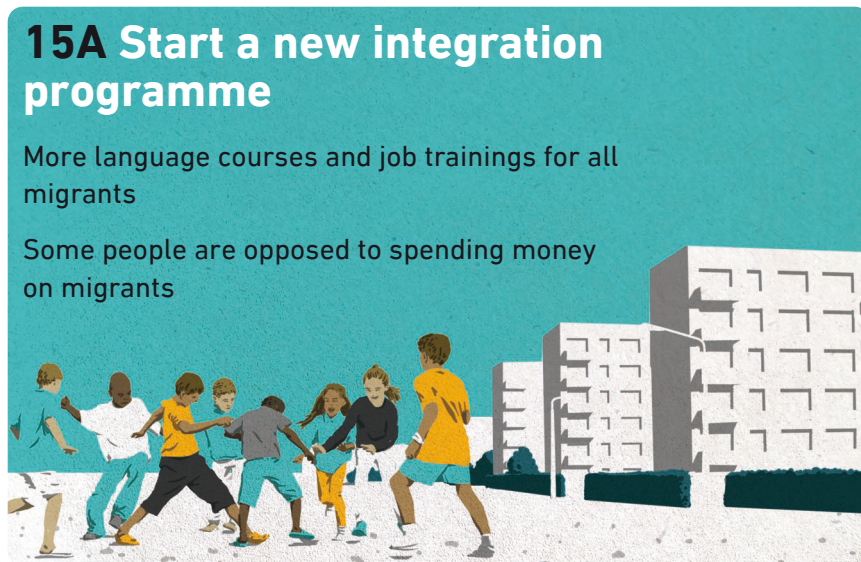 15A Start a new integration
programme
More language courses and job trainings for all
migrants
Some people are opposed to spending money
on migrants